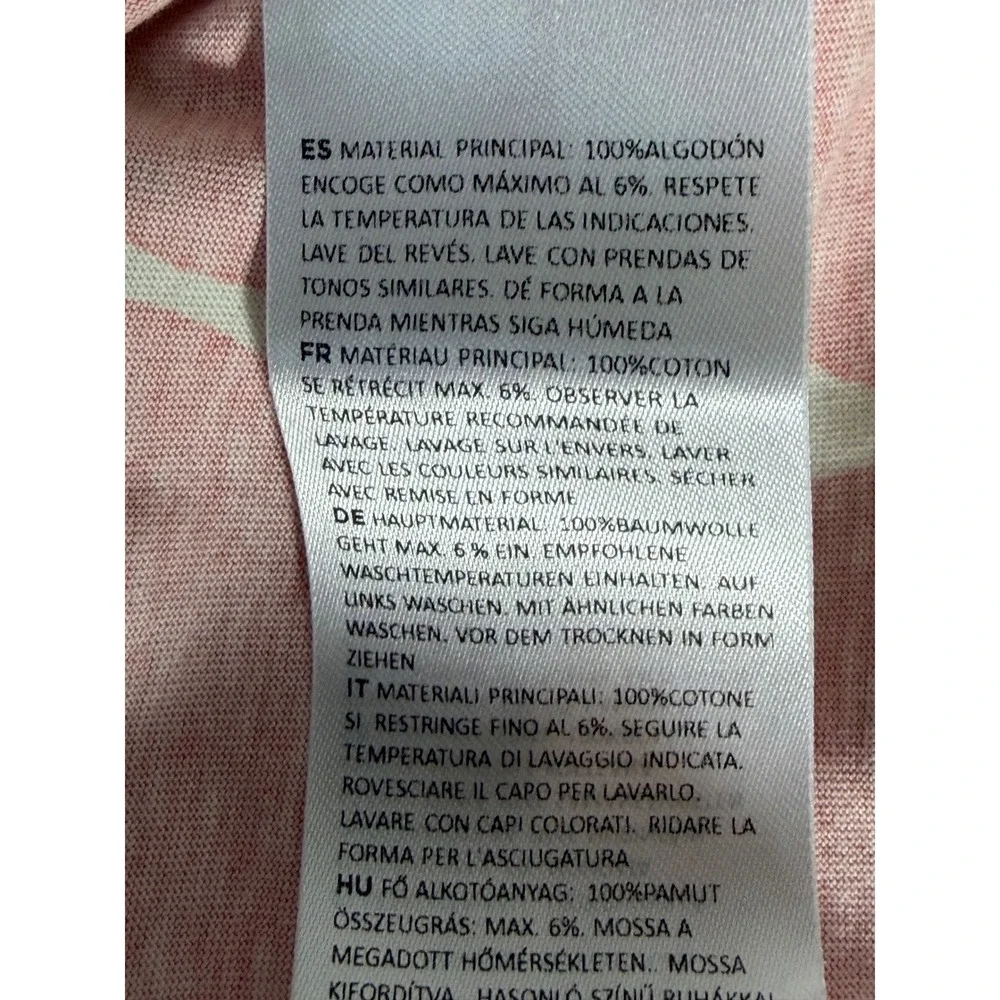 ES MATERIAL PRINCIPAL: 100%ALGODÓN
ENCOGE COMO MÁXIMO AL 6%. RESPETE
LA TEMPERATURA DE LAS INDICACIONES.
LAVE DEL REVÉS. LAVE CON PRENDAS DE
TONOS SIMILARES. DÉ FORMA A LA
PRENDA MIENTRAS SIGA HÚMEDA
FR MATÉRIAU PRINCIPAL: 100%COTON
SE RÉTRÉCIT MAX. 6%. OBSERVER LA
TEMPÉRATURE RECOMMANDÉE DE
LAVAGE. LAVAGE SUR L'ENVERS. LAVER
AVEC LES COULEURS SIMILAIRES. SÉCHER
AVEC REMISE EN FORME
DE HAUPTMATERIAL: 100%BAUMWOLLE
GEHT MAX. 6 % EIN. EMPFOHLENE
WASCHTEMPERATUREN EINHALTEN. AUF
LINKS WASCHEN. MIT ÄHNLICHEN FARBEN
WASCHEN. VOR DEM TROCKNEN IN FORM
ZIEHEN
IT MATERIALI PRINCIPALI: 100%COTONE
SI RESTRINGE FINO AL 6%. SEGUIRE LA
TEMPERATURA DI LAVAGGIO INDICATA.
ROVESCIARE IL CAPO PER LAVARLO.
LAVARE CON CAPI COLORATI. RIDARE LA
FORMA PER L'ASCIUGATURA
HU FŐ ALKOTÓANYAG: 100%PAMUT
ÖSSZEUGRÁS: MAX. 6%. MOSSA A
MEGADOTT HŐMÉRSÉKLETEN.. MOSSA
KIFORDÍTVA. HASONLÓ SZÍNŰ RUHÁKKAL